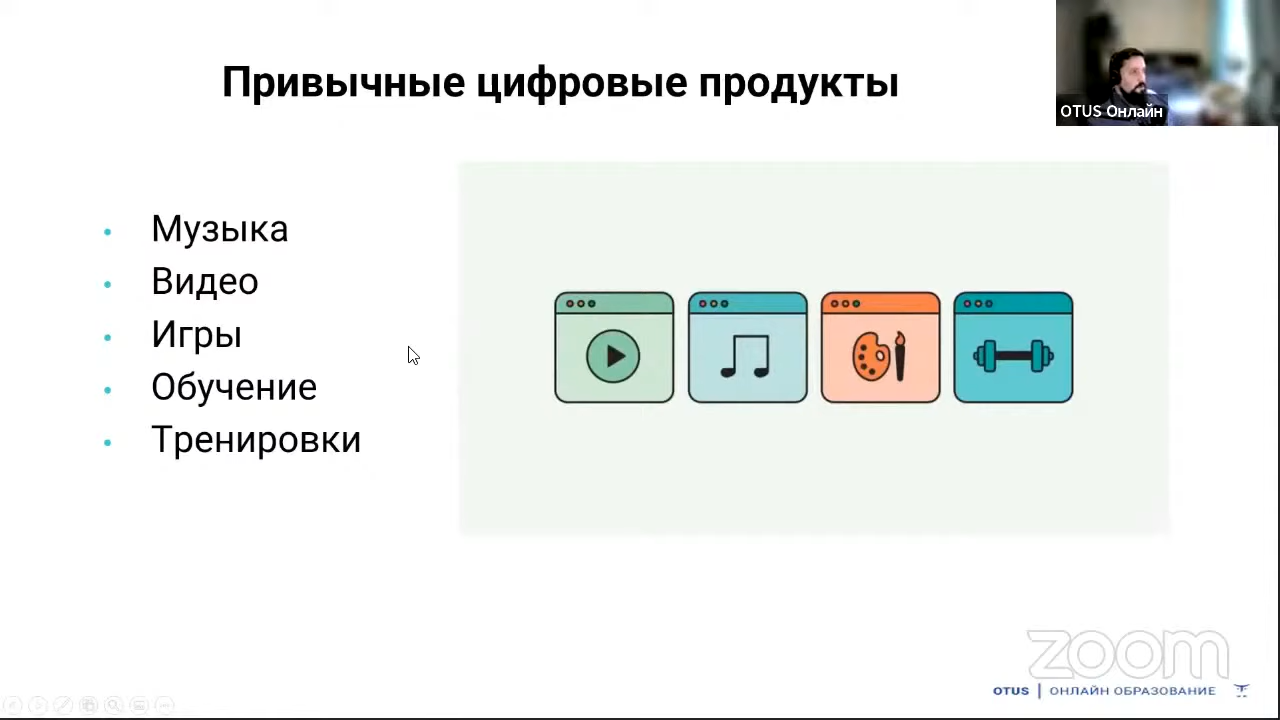 Привычные цифровые продукты
OTUS Онлайн
Музыка
Видео
Игры
Обучение
Тренировки
zoom
OTUS | ОНЛАЙН ОБРАЗОВАНИЕ